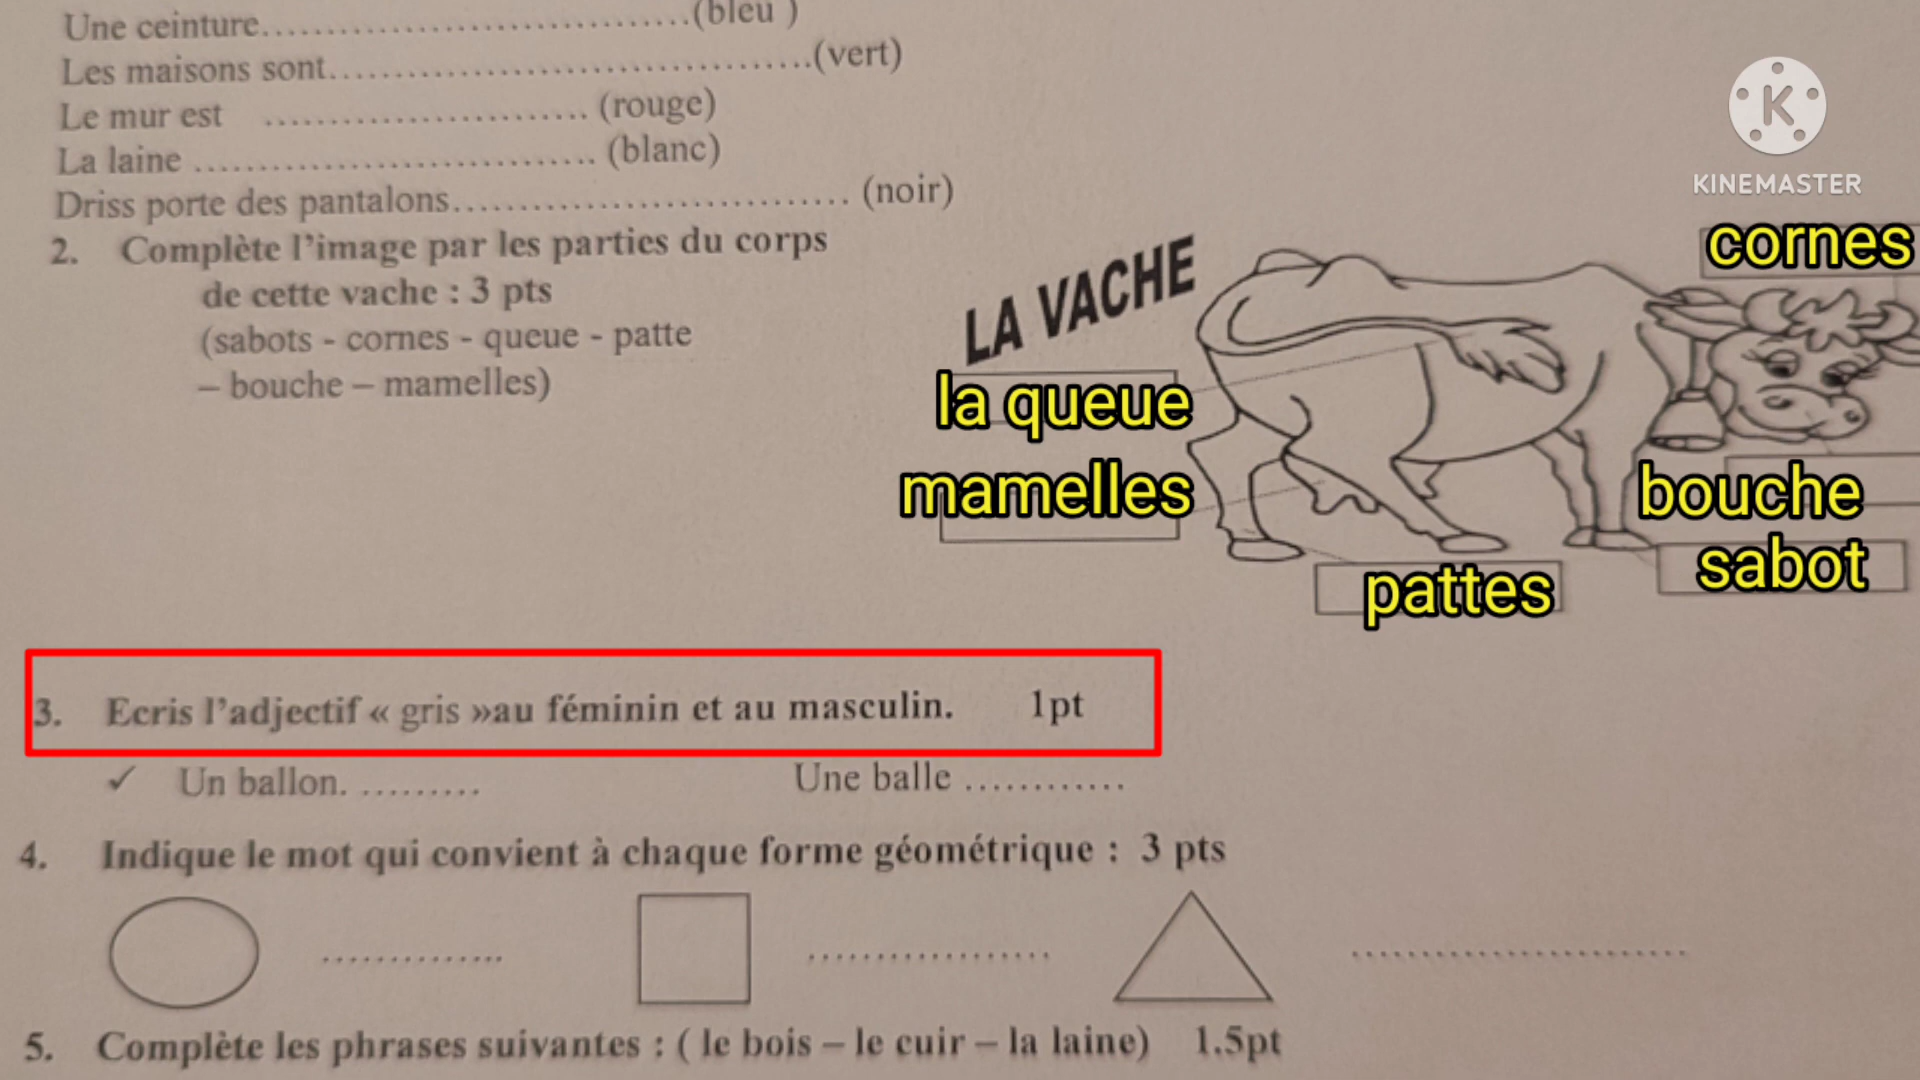 Une ceinture.................................(bleu )
Les maisons sont.....................................(vert)
Le mur est ......................... (rouge)
La laine ............................... (blanc)
Driss porte des pantalons............................... (noir)
2. Complète l'image par les parties du corps
de cette vache : 3 pts
(sabots - cornes - queue - patte
– bouche – mamelles)
LA VACHE
cornes
la queue
mamelles
bouche
sabot
pattes
3. Ecris l'adjectif « gris »au féminin et au masculin. 1pt
✓ Un ballon. ......... Une balle ............
4. Indique le mot qui convient à chaque forme géométrique : 3 pts
.............. ................... ..........................
5. Complète les phrases suivantes : ( le bois – le cuir – la laine) 1.5pt
K
KINEMASTER